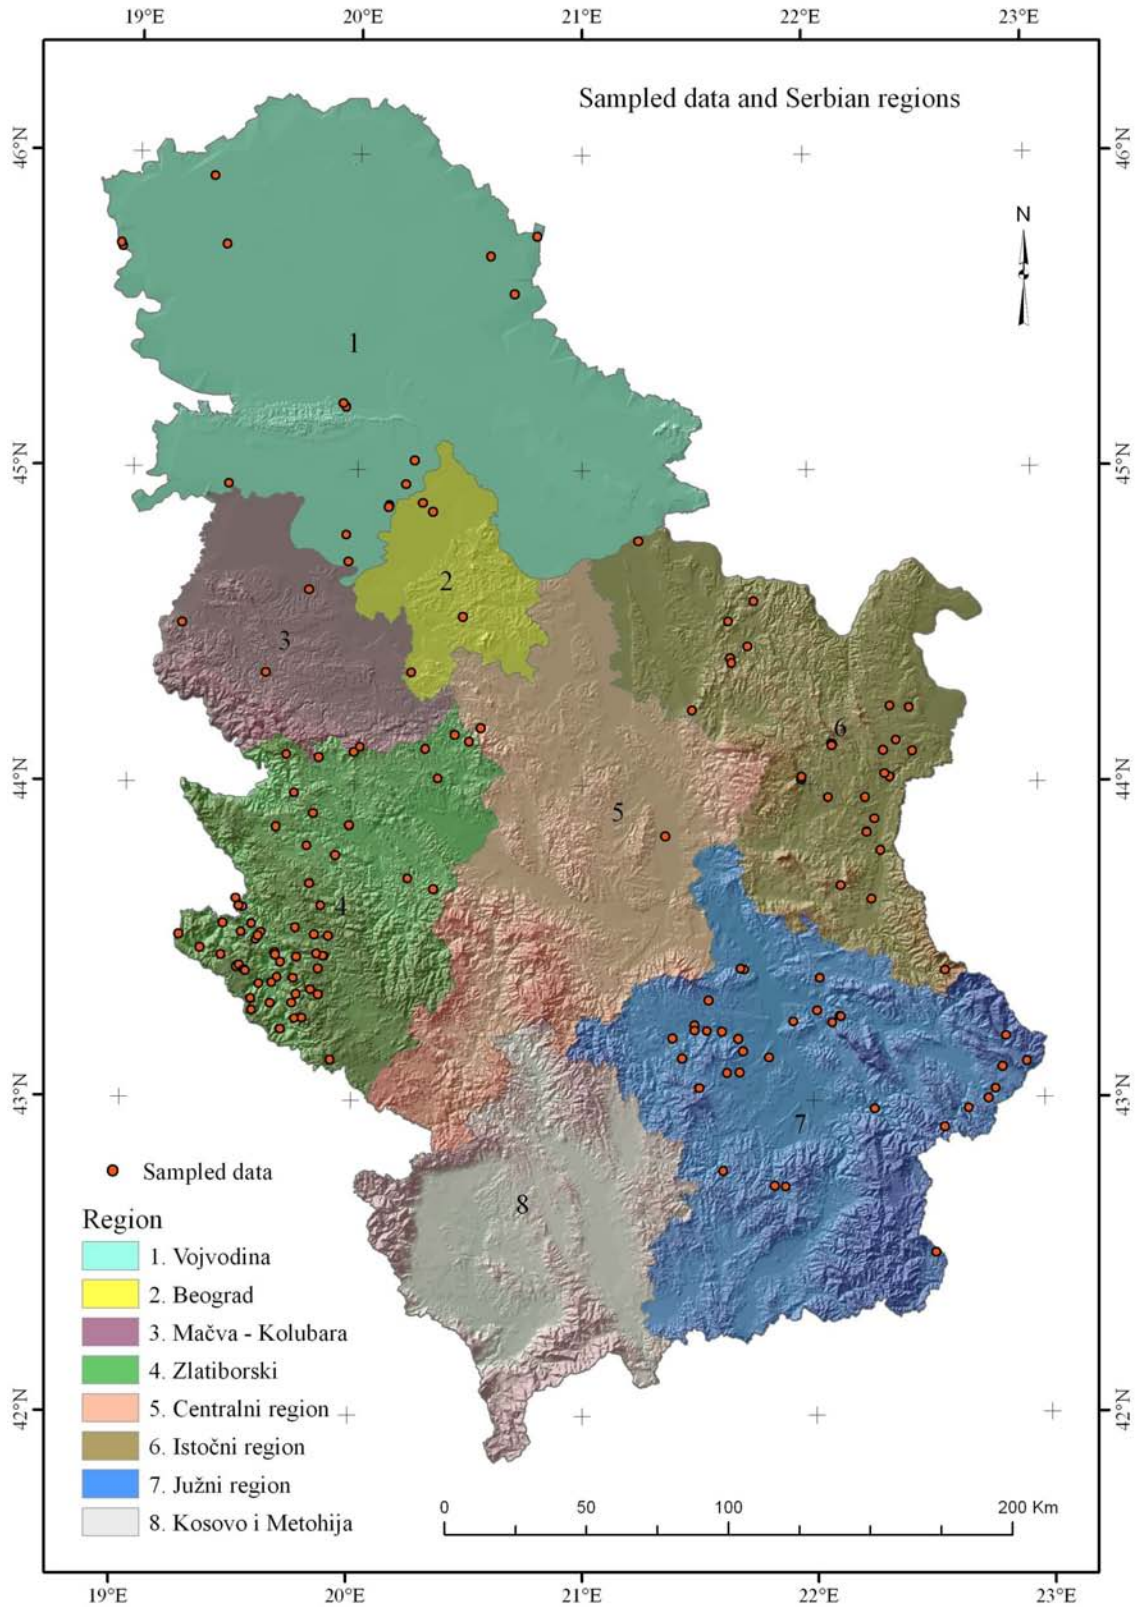 19°E 20°E 21°E 22°E 23°E
Sampled data and Serbian regions
46°N 46°N
N
1
45°N 45°N
2
3
6
44°N 44°N
5
4
43°N 43°N
7
Sampled data
8
Region
1. Vojvodina
2. Beograd
3. Mačva - Kolubara
4. Zlatiborski
5. Centralni region
42°N 42°N
6. Istočni region
7. Južni region
0 50 100 200 Km
8. Kosovo i Metohija
19°E 20°E 21°E 22°E 23°E